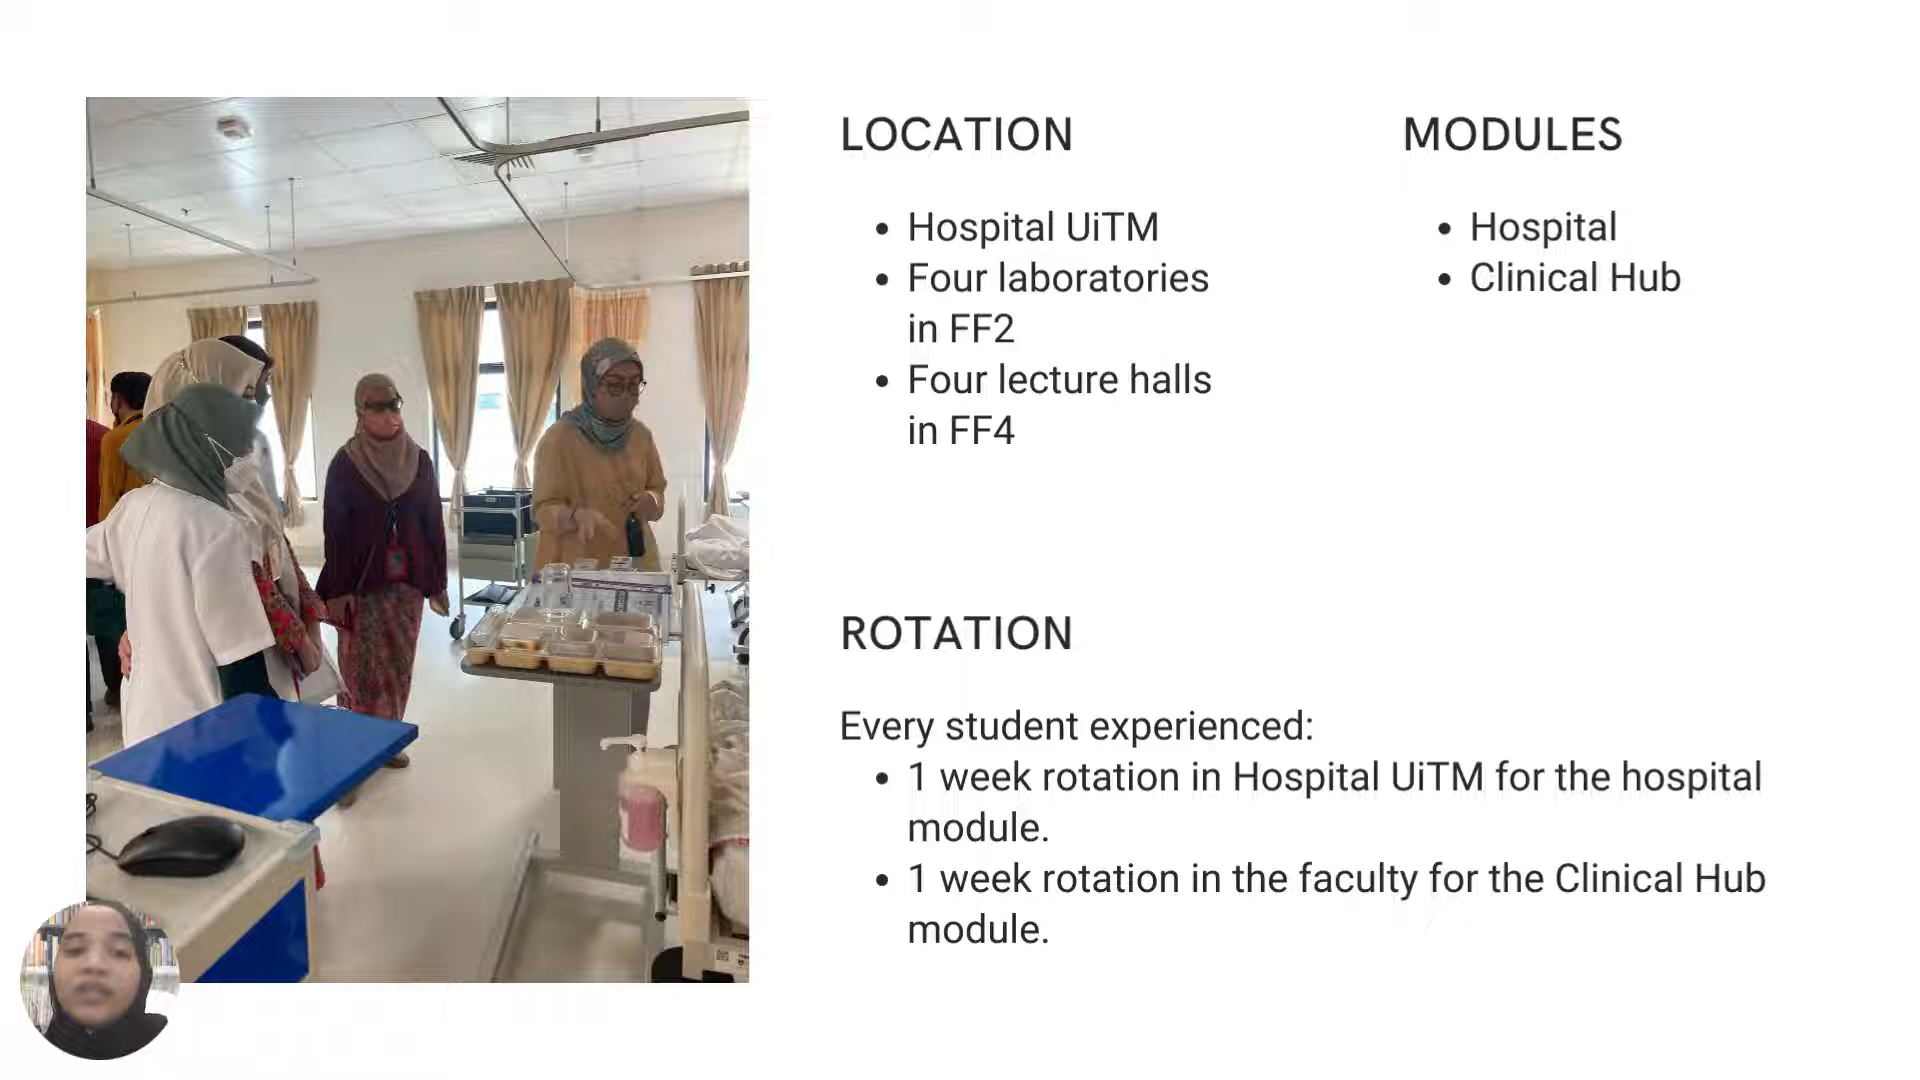 LOCATION
Hospital UiTM
Four laboratories
in FF2
Four lecture halls
in FF4
MODULES
Hospital
Clinical Hub
ROTATION
Every student experienced:
1 week rotation in Hospital UiTM for the hospital
module.
1 week rotation in the faculty for the Clinical Hub
module.